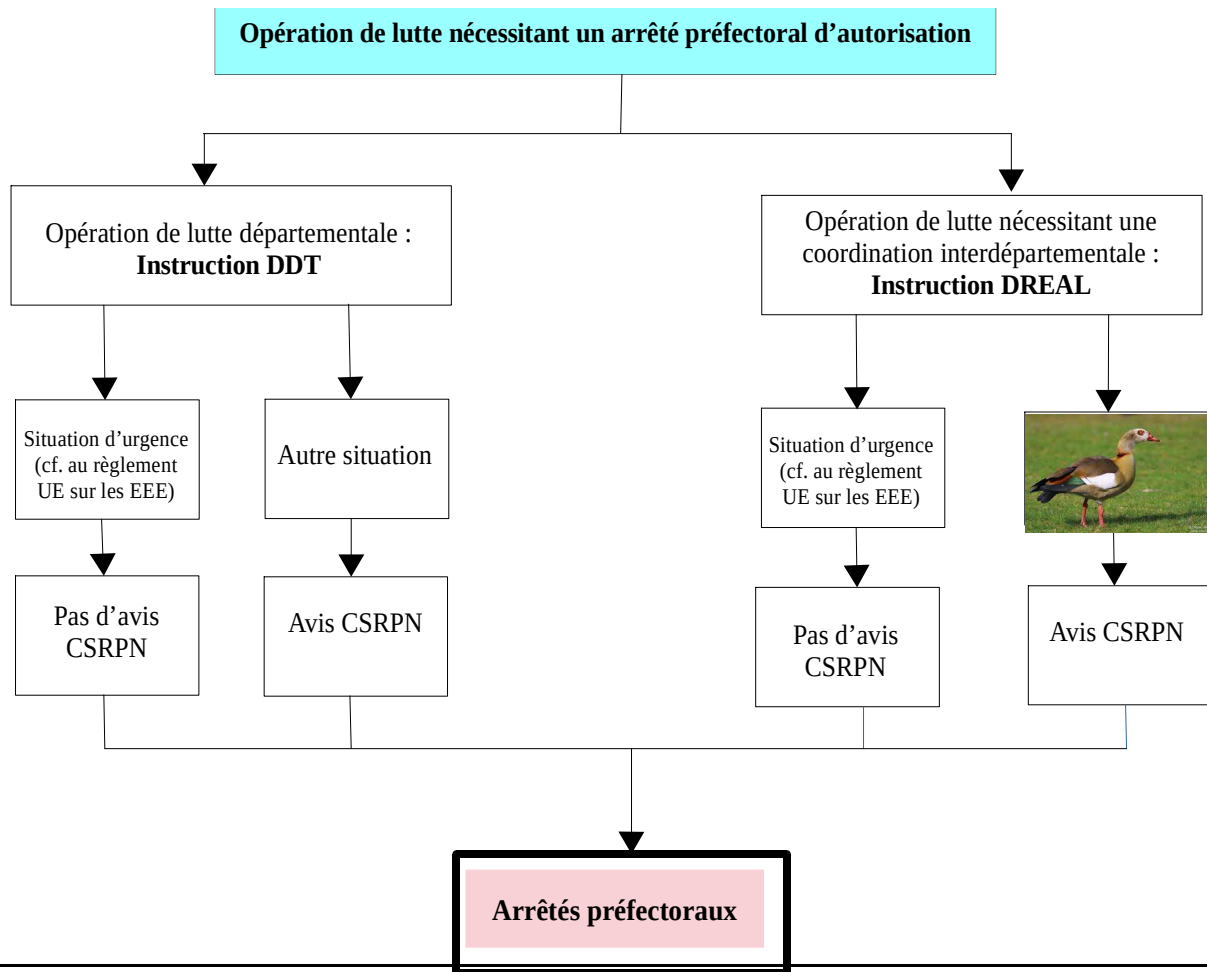 Opération de lutte nécessitant un arrêté préfectoral d’autorisation
Opération de lutte départementale :
Instruction DDT
Opération de lutte nécessitant une
coordination interdépartementale :
Instruction DREAL
Situation d’urgence
(cf. au règlement
UE sur les EEE)
Autre situation
Situation d’urgence
(cf. au règlement
UE sur les EEE)
Pas d’avis
CSRPN
Avis CSRPN
Pas d’avis
CSRPN
Avis CSRPN
Arrêtés préfectoraux